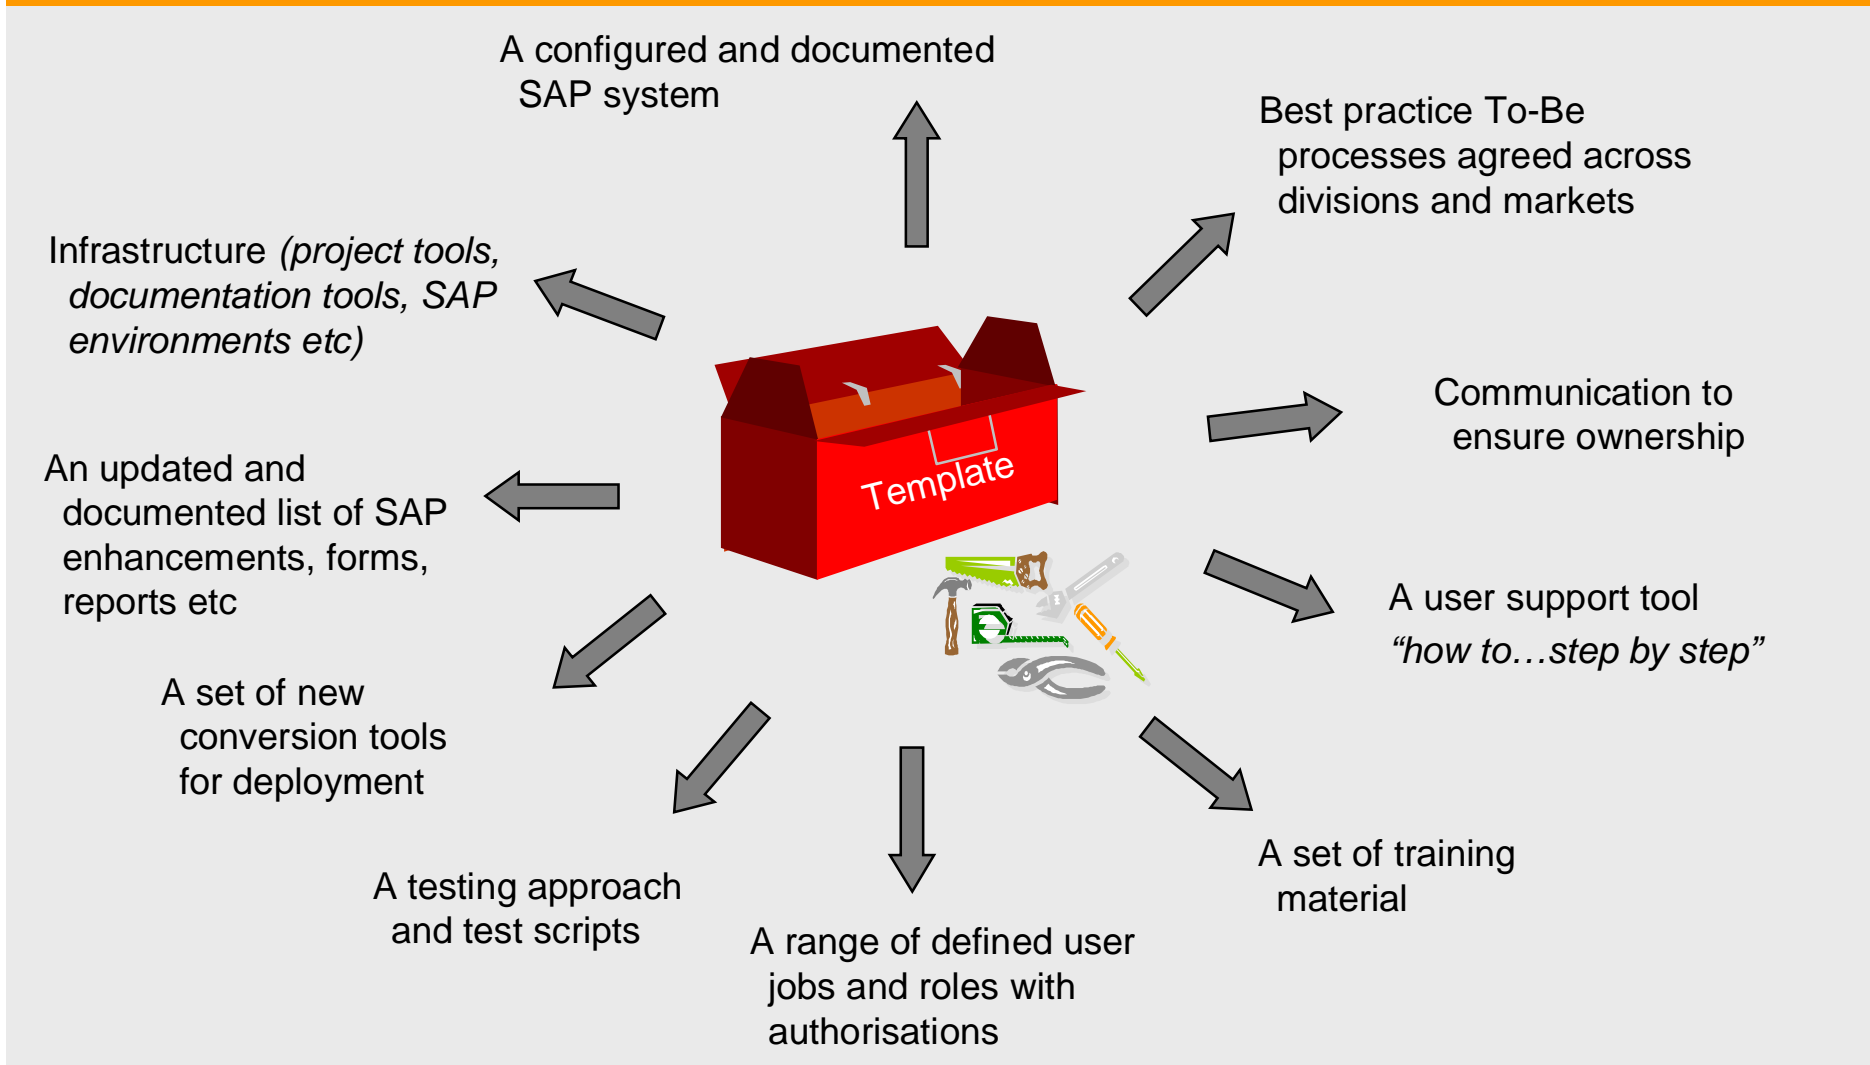 A configured and documented
SAP system
Best practice To-Be
processes agreed across
divisions and markets
Infrastructure (project tools,
documentation tools, SAP
environments etc)
Communication to
ensure ownership
An updated and
documented list of SAP
enhancements, forms,
reports etc
Template
A user support tool
“how to…step by step”
A set of new
conversion tools
for deployment
A set of training
material
A testing approach
and test scripts
A range of defined user
jobs and roles with
authorisations